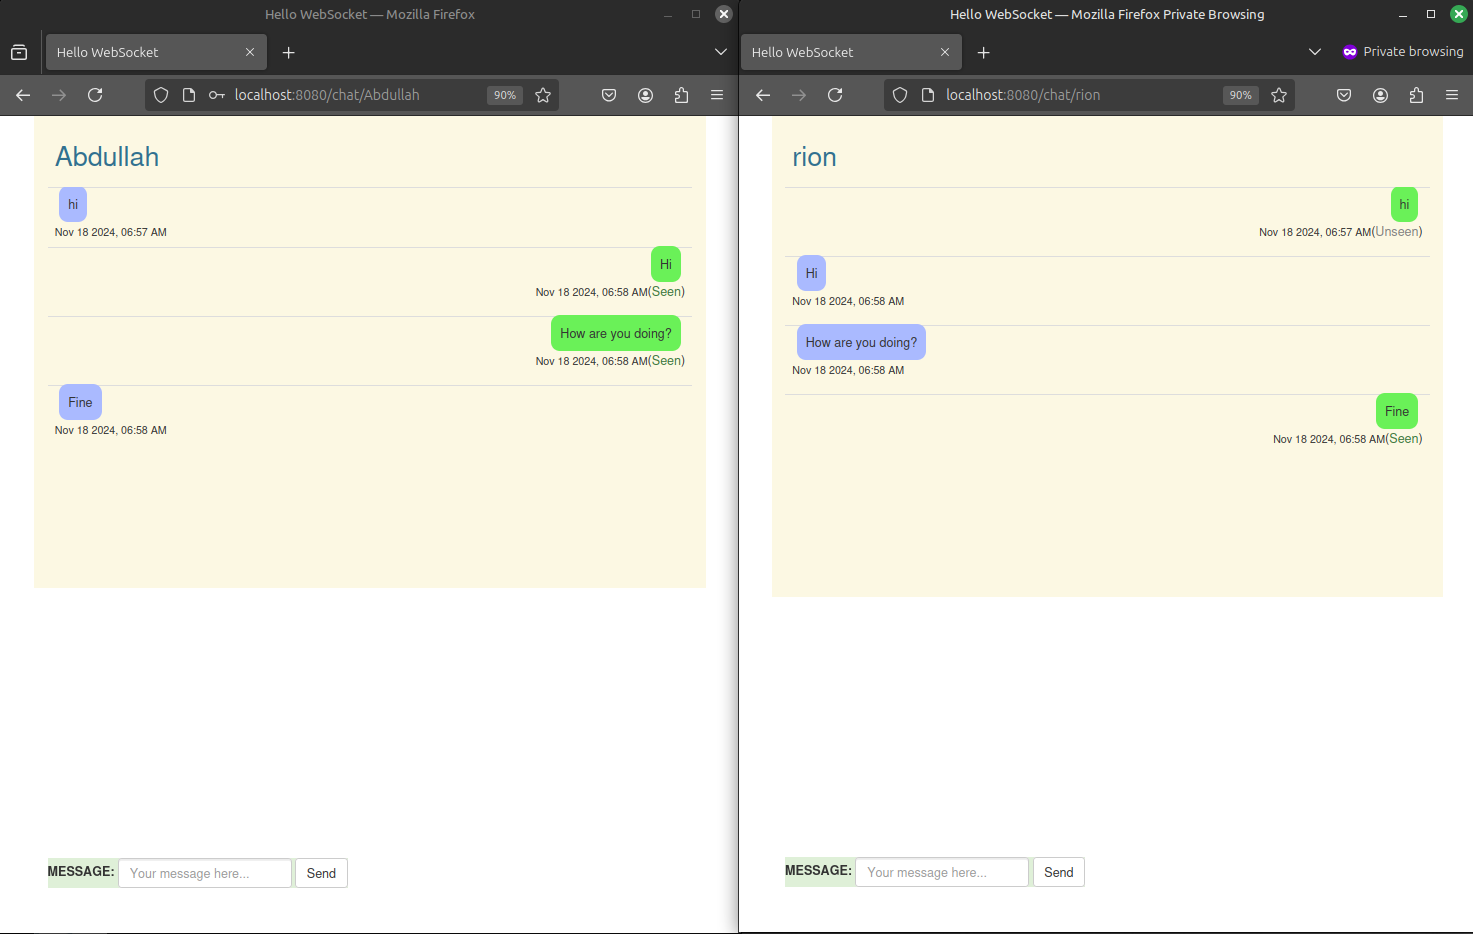 Hello WebSocket — Mozilla Firefox
Hello WebSocket
localhost:8080/chat/Abdullah
90%
Abdullah
hi
Nov 18 2024, 06:57 AM
Hi
Nov 18 2024, 06:58 AM(Seen)
How are you doing?
Nov 18 2024, 06:58 AM(Seen)
Fine
Nov 18 2024, 06:58 AM
MESSAGE:
Your message here...
Send
Hello WebSocket — Mozilla Firefox Private Browsing
Hello WebSocket
Private browsing
localhost:8080/chat/rion
90%
rion
hi
Nov 18 2024, 06:57 AM(Unseen)
Hi
Nov 18 2024, 06:58 AM
How are you doing?
Nov 18 2024, 06:58 AM
Fine
Nov 18 2024, 06:58 AM(Seen)
MESSAGE:
Your message here...
Send